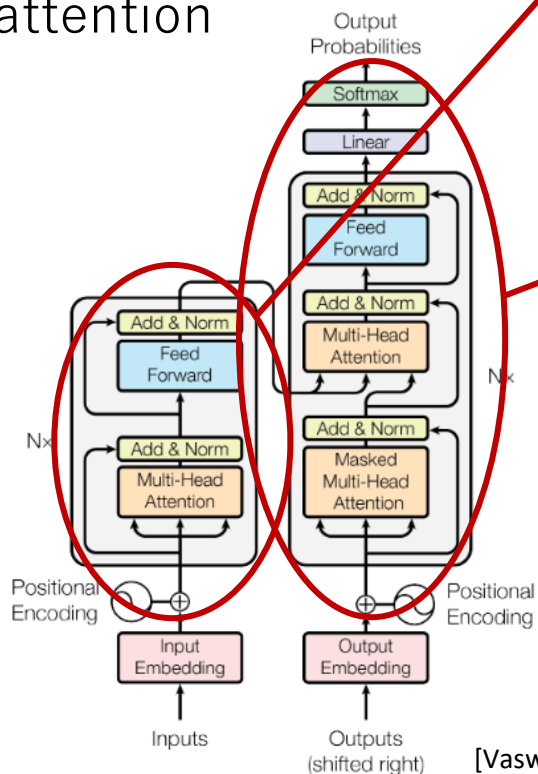 attention
Output
Probabilities
Softmax
Linear
Add & Norm
Feed
Forward
Add & Norm
Multi-Head
Attention
Nx
Add & Norm
Masked
Multi-Head
Attention
Add & Norm
Feed
Forward
Nx
Add & Norm
Multi-Head
Attention
Positional
Encoding
Positional
Encoding
Input
Embedding
Output
Embedding
Inputs
Outputs
(shifted right)
[Vasw